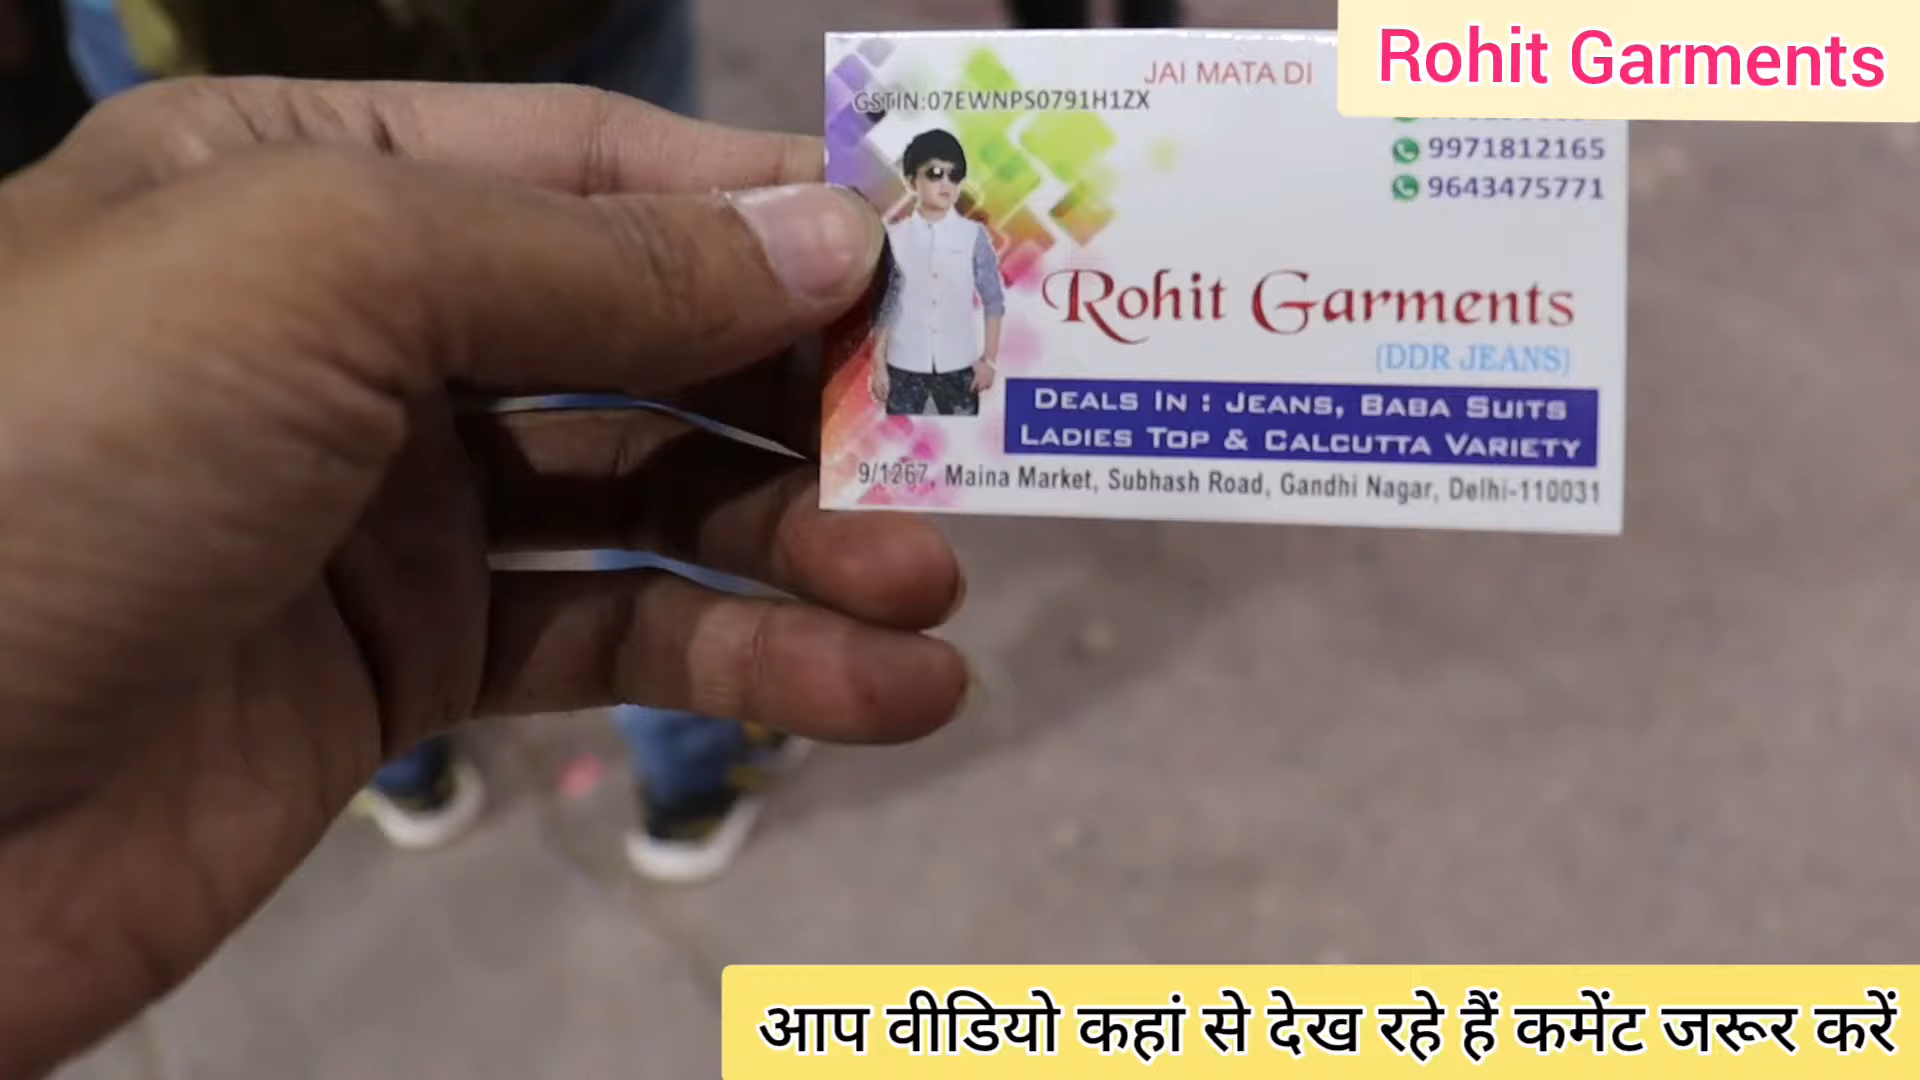 Rohit Garments
JAI MATA DI
GSTIN:07EWNPS0791H1ZX
9971812165
9643475771
Rohit Garments
(DDR JEANS)
DEALS IN : JEANS, BABA SUITS
LADIES TOP & CALCUTTA VARIETY
9/1267, Maina Market, Subhash Road, Gandhi Nagar, Delhi-110031
आप वीडियो कहां से देख रहे हैं कमेंट जरूर करें